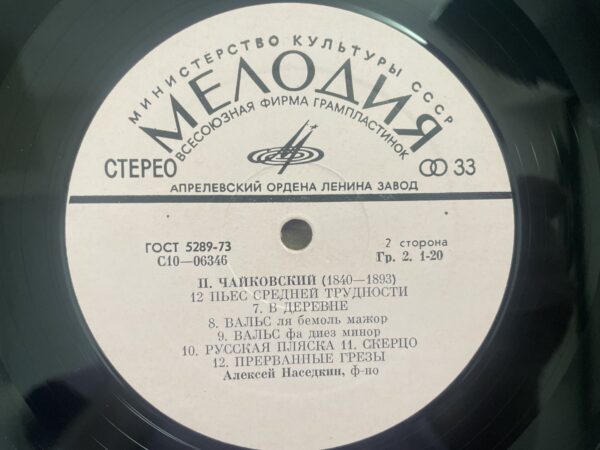 МИНИСТЕРСТВО КУЛЬТУРЫ СССР
МЕЛОДИЯ
ВСЕСОЮЗНАЯ ФИРМА ГРАМПЛАСТИНОК
СТЕРЕО
33
АПРЕЛЕВСКИЙ ОРДЕНА ЛЕНИНА ЗАВОД
ГОСТ 5289-73
С10—06346
2 сторона
Гр. 2. 1-20
П. ЧАЙКОВСКИЙ (1840—1893)
12 ПЬЕС СРЕДНЕЙ ТРУДНОСТИ
7. В ДЕРЕВНЕ
8. ВАЛЬС ля бемоль мажор
9. ВАЛЬС фа диез минор
10. РУССКАЯ ПЛЯСКА 11. СКЕРЦО
12. ПРЕРВАННЫЕ ГРЕЗЫ
Алексей Наседкин, ф-но